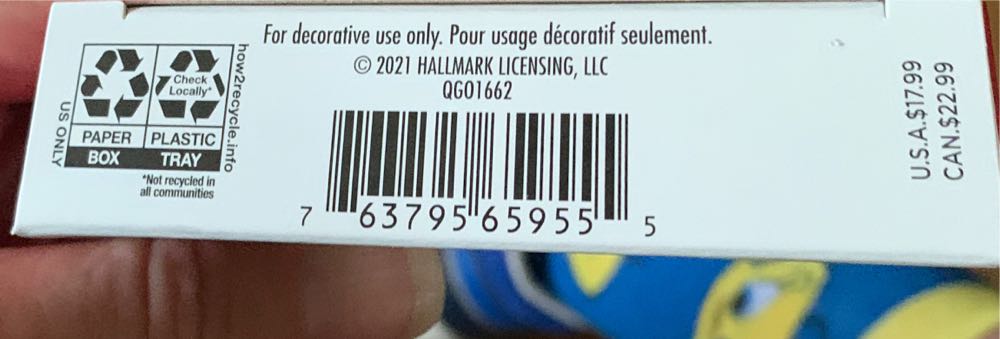 For decorative use only. Pour usage décoratif seulement.
© 2021 HALLMARK LICENSING, LLC
QGO1662
7 63795 65955 5
US ONLY
Check
Locally*
PAPER PLASTIC
BOX TRAY
*Not recycled in
all communities
how2recycle.info
U.S.A.$17.99
CAN.$22.99